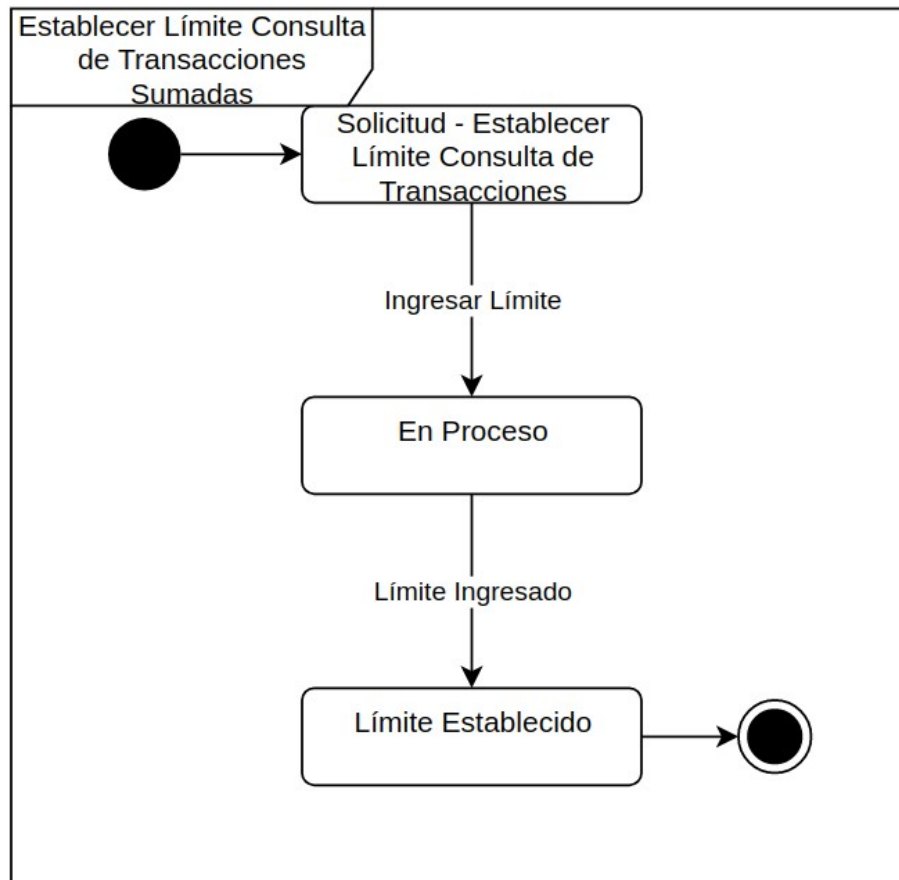 Establecer Límite Consulta
de Transacciones
Sumadas
Solicitud - Establecer
Límite Consulta de
Transacciones
Ingresar Límite
En Proceso
Límite Ingresado
Límite Establecido